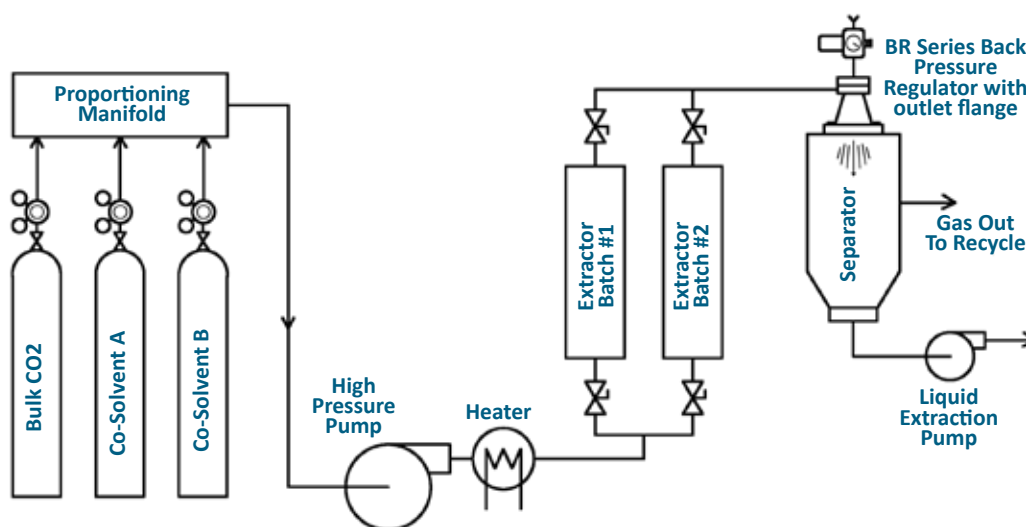 Proportioning
Manifold
BR Series Back
Pressure
Regulator with
outlet flange
Bulk CO2
Co-Solvent A
Co-Solvent B
High
Pressure
Pump
Heater
Extractor
Batch #1
Extractor
Batch #2
Separator
Gas Out
To Recycle
Liquid
Extraction
Pump